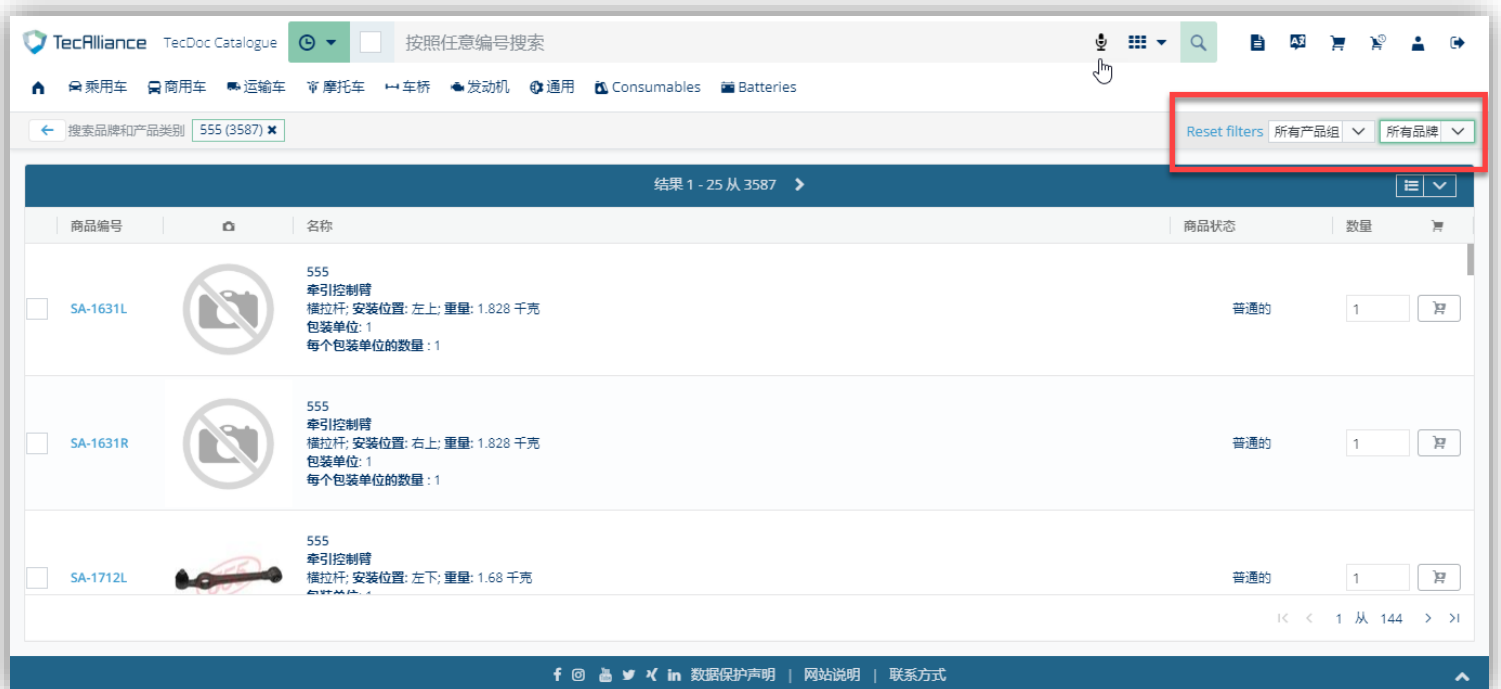 TecAlliance TecDoc Catalogue 按照任意编号搜索
乘用车 商用车 运输车 摩托车 车桥 发动机 通用 Consumables Batteries
搜索品牌和产品类别 555 (3587) Reset filters 所有产品组 所有品牌
结果 1 - 25 从 3587
商品编号 名称 商品状态 数量
555
牵引控制臂
SA-1631L 横拉杆; 安装位置: 左上; 重量: 1.828 千克 普通的 1
包装单位: 1
每个包装单位的数量 : 1
555
牵引控制臂
SA-1631R 横拉杆; 安装位置: 右上; 重量: 1.828 千克 普通的 1
包装单位: 1
每个包装单位的数量 : 1
555
牵引控制臂
SA-1712L 555 横拉杆; 安装位置: 左下; 重量: 1.68 千克 普通的 1
1 从 144
数据保护声明 | 网站说明 | 联系方式